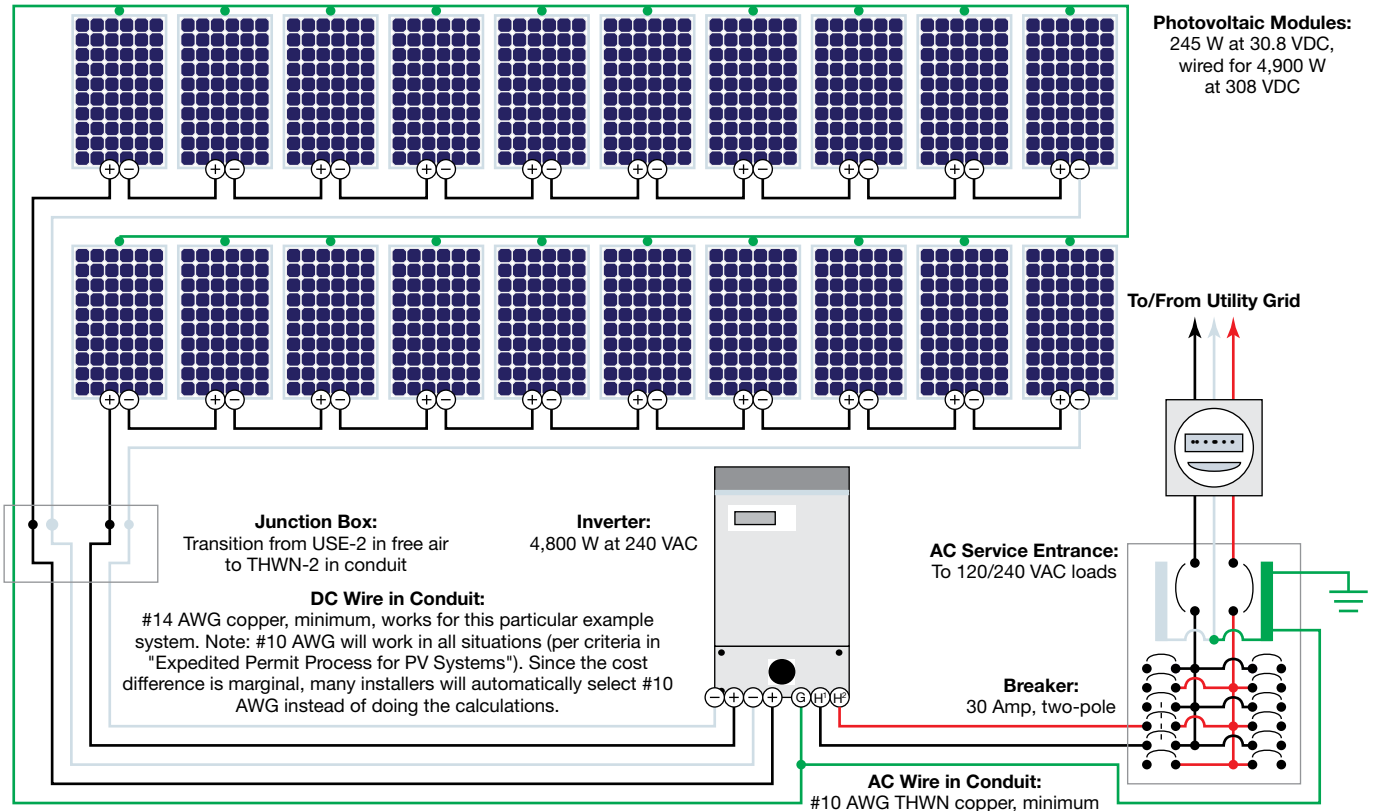 Photovoltaic Modules:
245 W at 30.8 VDC,
wired for 4,900 W
at 308 VDC
+ − + − + − + − + − + − + − + − + − + −
+ − + − + − + − + − + − + − + − + − + −
To/From Utility Grid
Junction Box:
Transition from USE-2 in free air
to THWN-2 in conduit
Inverter:
4,800 W at 240 VAC
AC Service Entrance:
To 120/240 VAC loads
DC Wire in Conduit:
#14 AWG copper, minimum, works for this particular example
system. Note: #10 AWG will work in all situations (per criteria in
"Expedited Permit Process for PV Systems"). Since the cost
difference is marginal, many installers will automatically select #10
AWG instead of doing the calculations.
− + − + G H¹ H²
Breaker:
30 Amp, two-pole
AC Wire in Conduit:
#10 AWG THWN copper, minimum